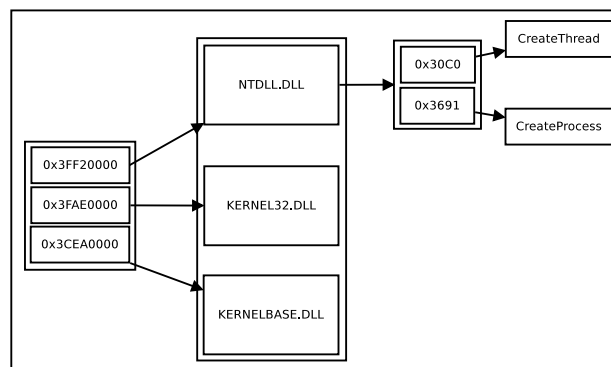 0x3FF20000
0x3FAE0000
0x3CEA0000
NTDLL.DLL
KERNEL32.DLL
KERNELBASE.DLL
0x30C0
0x3691
CreateThread
CreateProcess